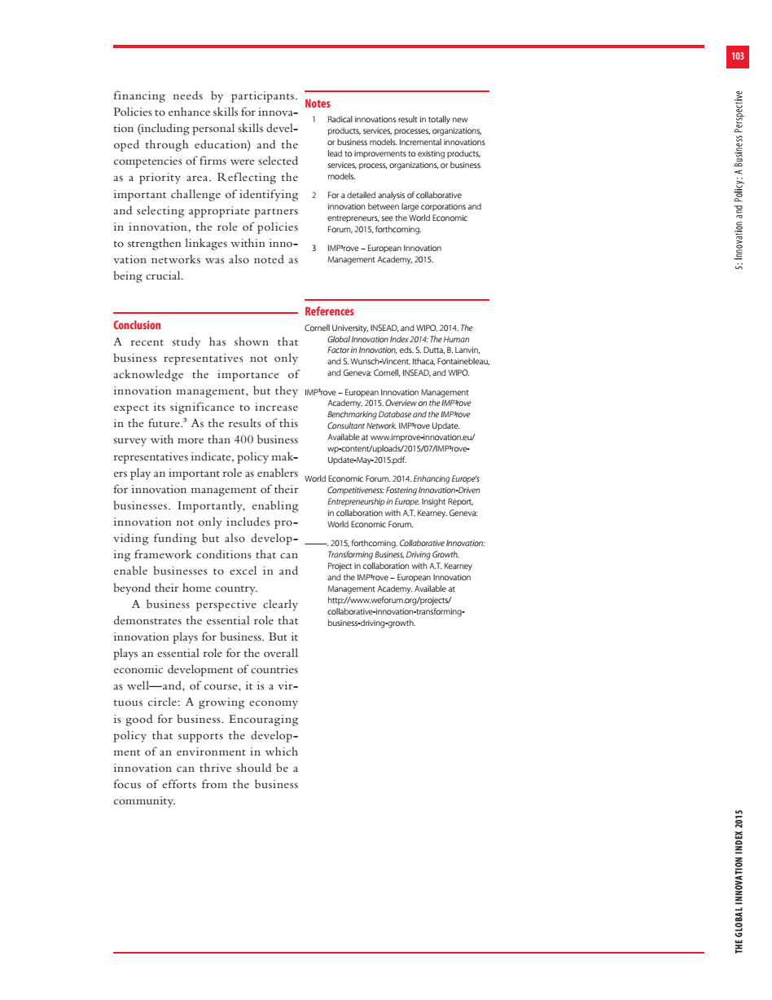 103
5: Innovation and Policy: A Business Perspective
financing needs by participants.
Policies to enhance skills for innova-
tion (including personal skills devel-
oped through education) and the
competencies of firms were selected
as a priority area. Reflecting the
important challenge of identifying
and selecting appropriate partners
in innovation, the role of policies
to strengthen linkages within inno-
vation networks was also noted as
being crucial.
Conclusion
A recent study has shown that
business representatives not only
acknowledge the importance of
innovation management, but they
expect its significance to increase
in the future.³ As the results of this
survey with more than 400 business
representatives indicate, policy mak-
ers play an important role as enablers
for innovation management of their
businesses. Importantly, enabling
innovation not only includes pro-
viding funding but also develop-
ing framework conditions that can
enable businesses to excel in and
beyond their home country.
A business perspective clearly
demonstrates the essential role that
innovation plays for business. But it
plays an essential role for the overall
economic development of countries
as well—and, of course, it is a vir-
tuous circle: A growing economy
is good for business. Encouraging
policy that supports the develop-
ment of an environment in which
innovation can thrive should be a
focus of efforts from the business
community.
Notes
1 Radical innovations result in totally new
products, services, processes, organizations,
or business models. Incremental innovations
lead to improvements to existing products,
services, process, organizations, or business
models.
2 For a detailed analysis of collaborative
innovation between large corporations and
entrepreneurs, see the World Economic
Forum, 2015, forthcoming.
3 IMP³rove – European Innovation
Management Academy, 2015.
References
Cornell University, INSEAD, and WIPO. 2014. The
Global Innovation Index 2014: The Human
Factor in Innovation, eds. S. Dutta, B. Lanvin,
and S. Wunsch-Vincent. Ithaca, Fontainebleau,
and Geneva: Cornell, INSEAD, and WIPO.
IMP³rove – European Innovation Management
Academy. 2015. Overview on the IMP³rove
Benchmarking Database and the IMP³rove
Consultant Network. IMP³rove Update.
Available at www.improve-innovation.eu/
wp-content/uploads/2015/07/IMP³rove-
Update-May-2015.pdf.
World Economic Forum. 2014. Enhancing Europe's
Competitiveness: Fostering Innovation-Driven
Entrepreneurship in Europe. Insight Report,
in collaboration with A.T. Kearney. Geneva:
World Economic Forum.
———. 2015, forthcoming. Collaborative Innovation:
Transforming Business, Driving Growth.
Project in collaboration with A.T. Kearney
and the IMP³rove – European Innovation
Management Academy. Available at
http://www.weforum.org/projects/
collaborative-innovation-transforming-
business-driving-growth.
THE GLOBAL INNOVATION INDEX 2015